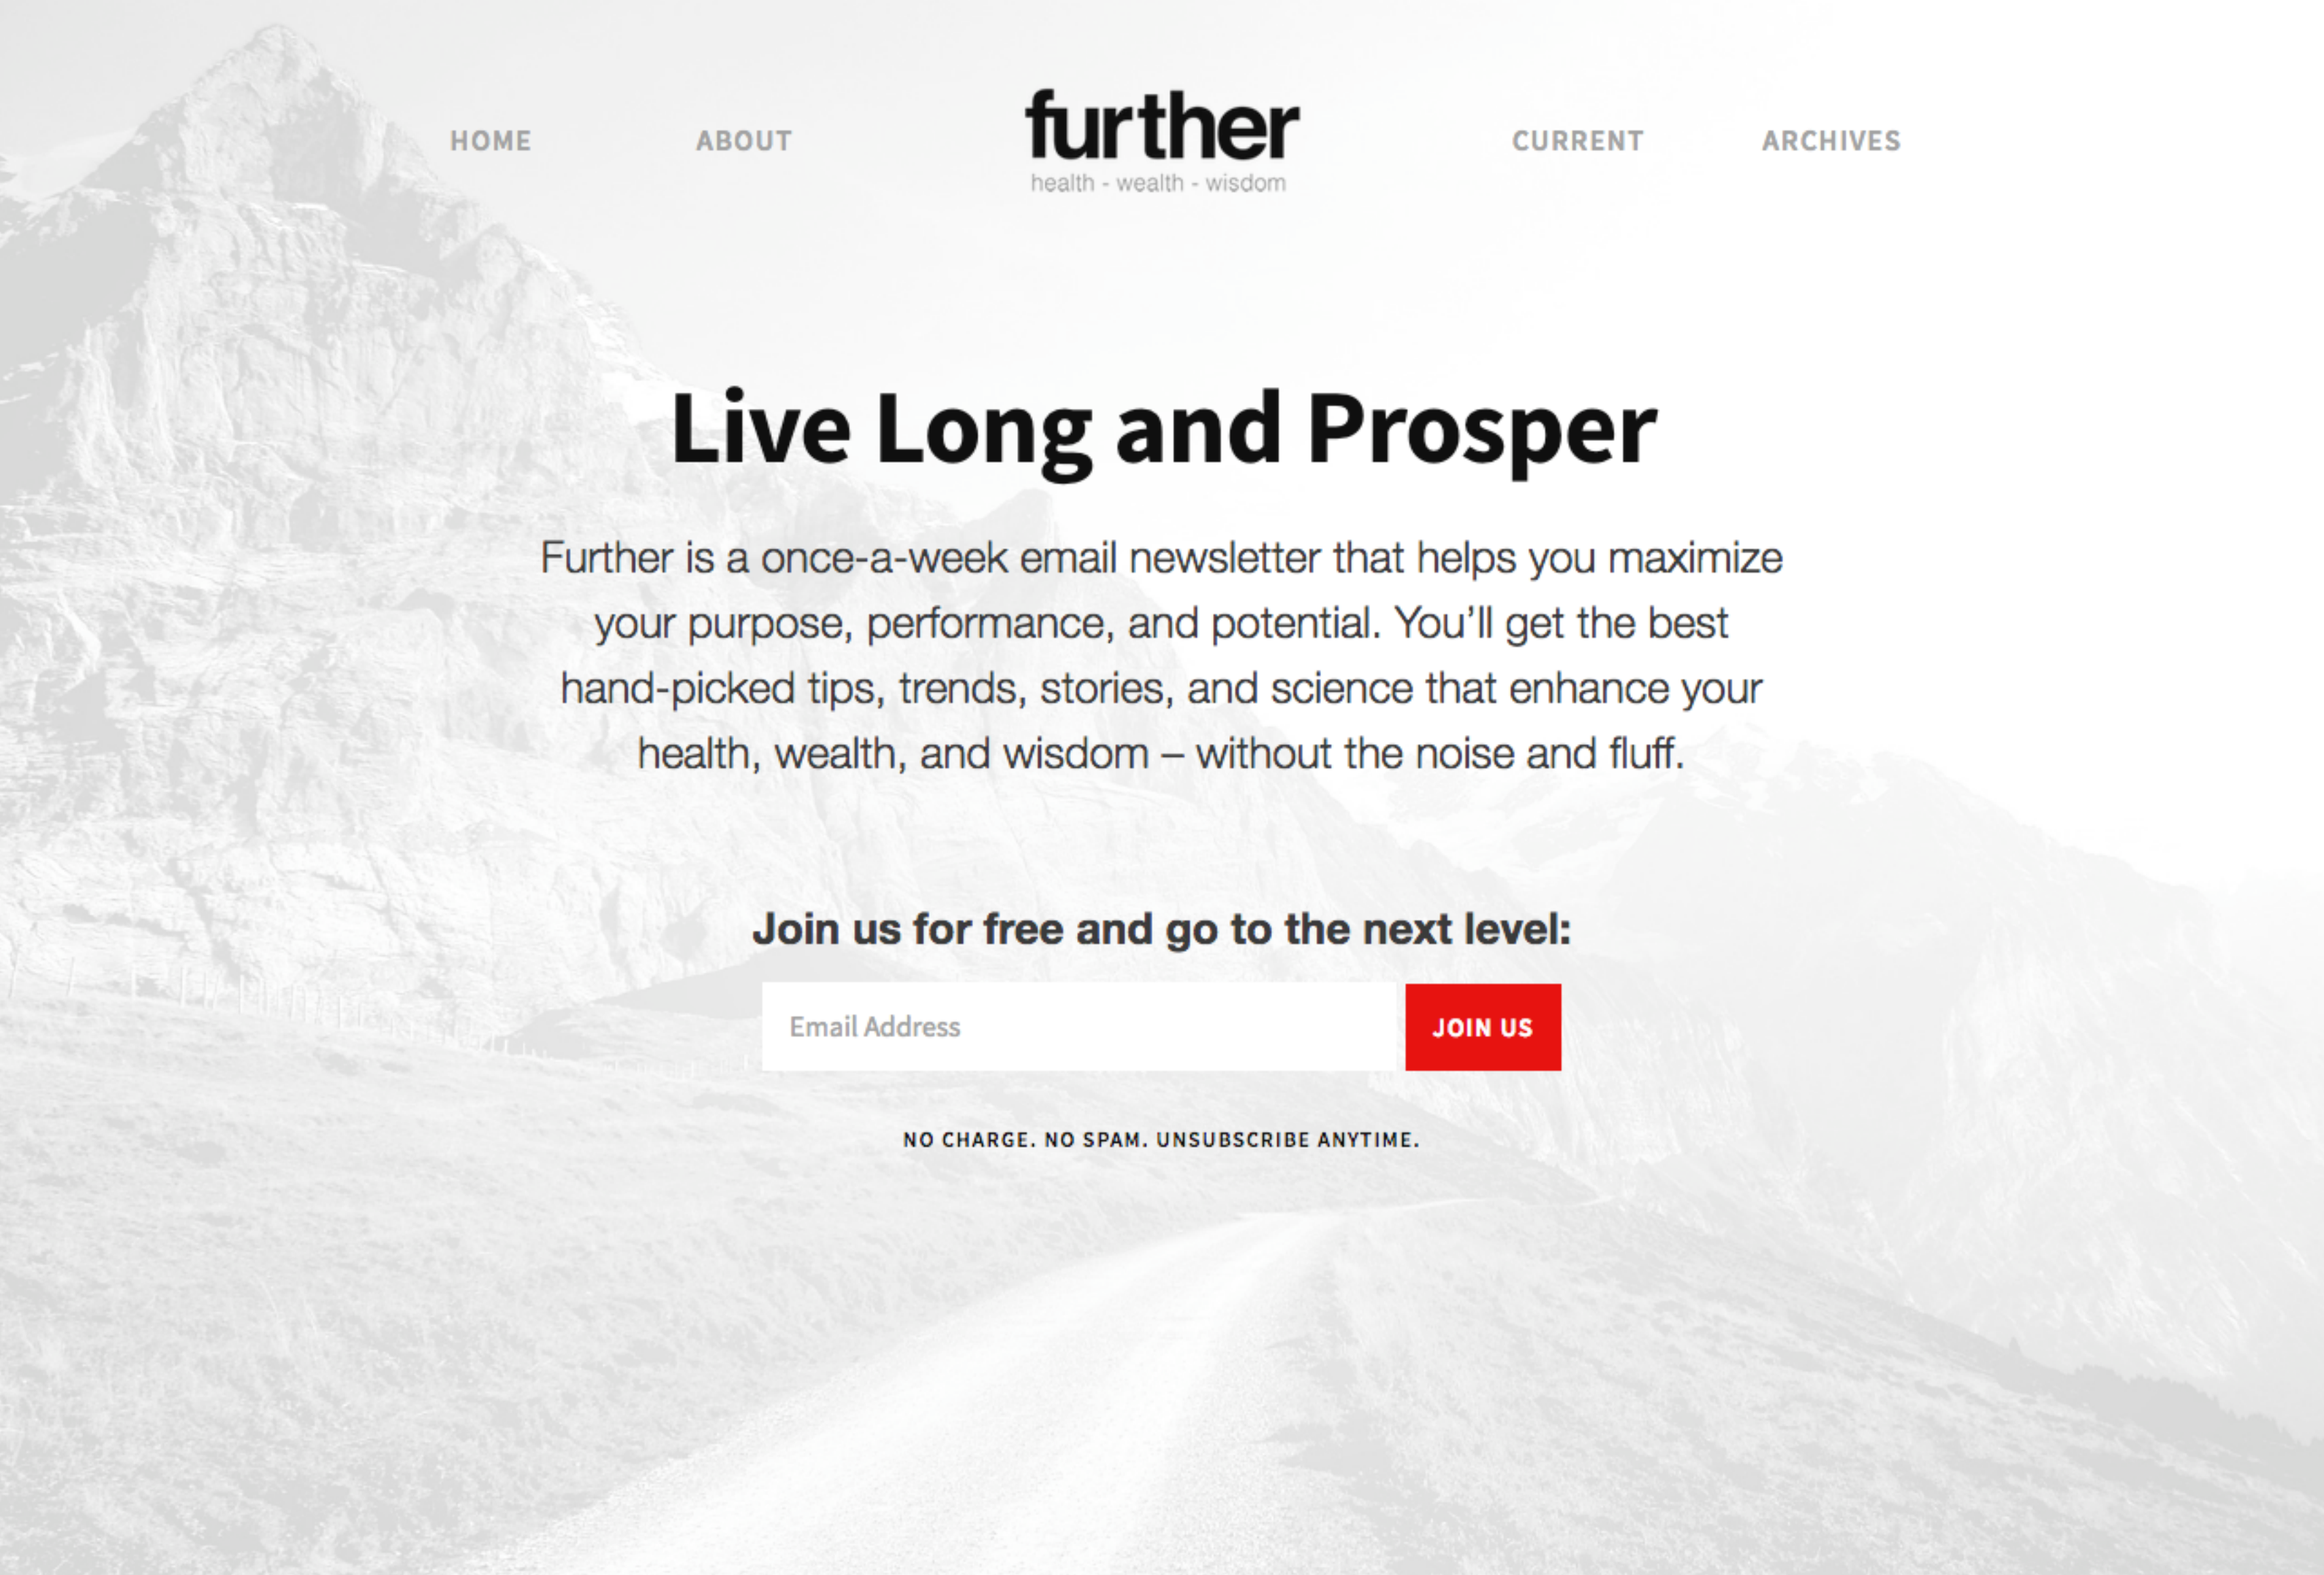 HOME
ABOUT
further
health - wealth - wisdom
CURRENT
ARCHIVES
Live Long and Prosper
Further is a once-a-week email newsletter that helps you maximize
your purpose, performance, and potential. You’ll get the best
hand-picked tips, trends, stories, and science that enhance your
health, wealth, and wisdom – without the noise and fluff.
Join us for free and go to the next level:
Email Address
JOIN US
NO CHARGE. NO SPAM. UNSUBSCRIBE ANYTIME.